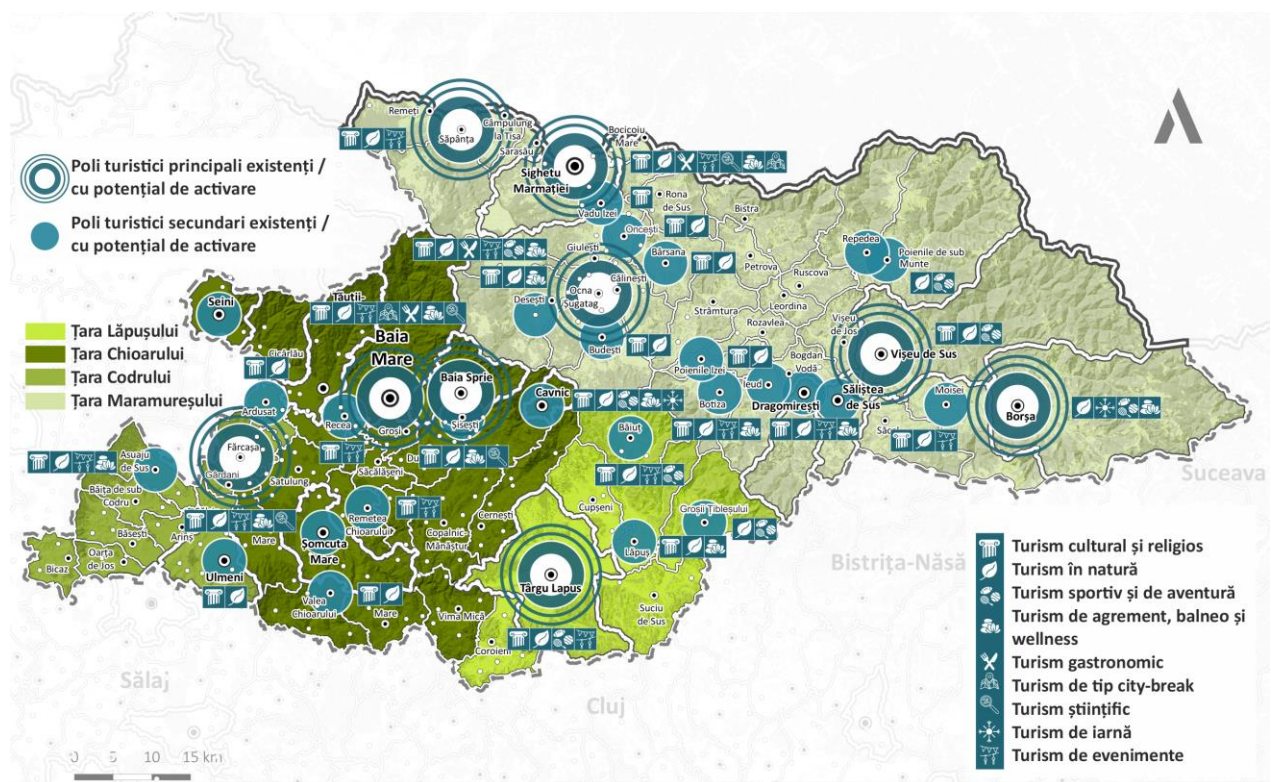 Poli turistici principali existenți /
cu potențial de activare
Poli turistici secundari existenți /
cu potențial de activare
Țara Lăpușului
Țara Chioarului
Țara Codrului
Țara Maramureșului
Remeți
Săpânța
Câmpulung
la Tisa
Sarasău
Bocicoiu
Mare
Sighetu
Marmației
Rona
de Sus
Vadu Izei
Oncești
Bistra
Giulești
Bârsana
Petrova
Repedea
Poienile de sub
Munte
Ruscova
Călinești
Ocna
Șugatag
Leordina
Desești
Strâmtura
Seini
Tăuții-
Rozavlea
Vișeu
de Jos
Baia
Mare
Budești
Vișeu de Sus
Cicârlău
Poienile Izei
Bogdan
Vodă
Baia Sprie
Ieud
Moisei
Cavnic
Botiza
Dragomirești
Săliștea
de Sus
Borșa
Ardusat
Recea
Groși
Șișești
Băiuț
Fărcașa
Asuaju
de Sus
Satulung
Săcălășeni
Gârdani
Băița de sub
Codru
Cupșeni
Groșii Țibleșului
Remetea
Chioarului
Cernești
Copalnic-
Mănăștur
Băsești
Ariniș
Mare
Șomcuta
Mare
Lăpuș
Oarța
de Jos
Bicaz
Ulmeni
Târgu Lapus
Valea
Chioarului
Mare
Vima Mică
Suciu
de Sus
Coroieni
Suceava
Bistrița-Năsă
Sălaj
Cluj
Turism cultural și religios
Turism în natură
Turism sportiv și de aventură
Turism de agrement, balneo și
wellness
Turism gastronomic
Turism de tip city-break
Turism științific
Turism de iarnă
Turism de evenimente
0 5 10 15 km